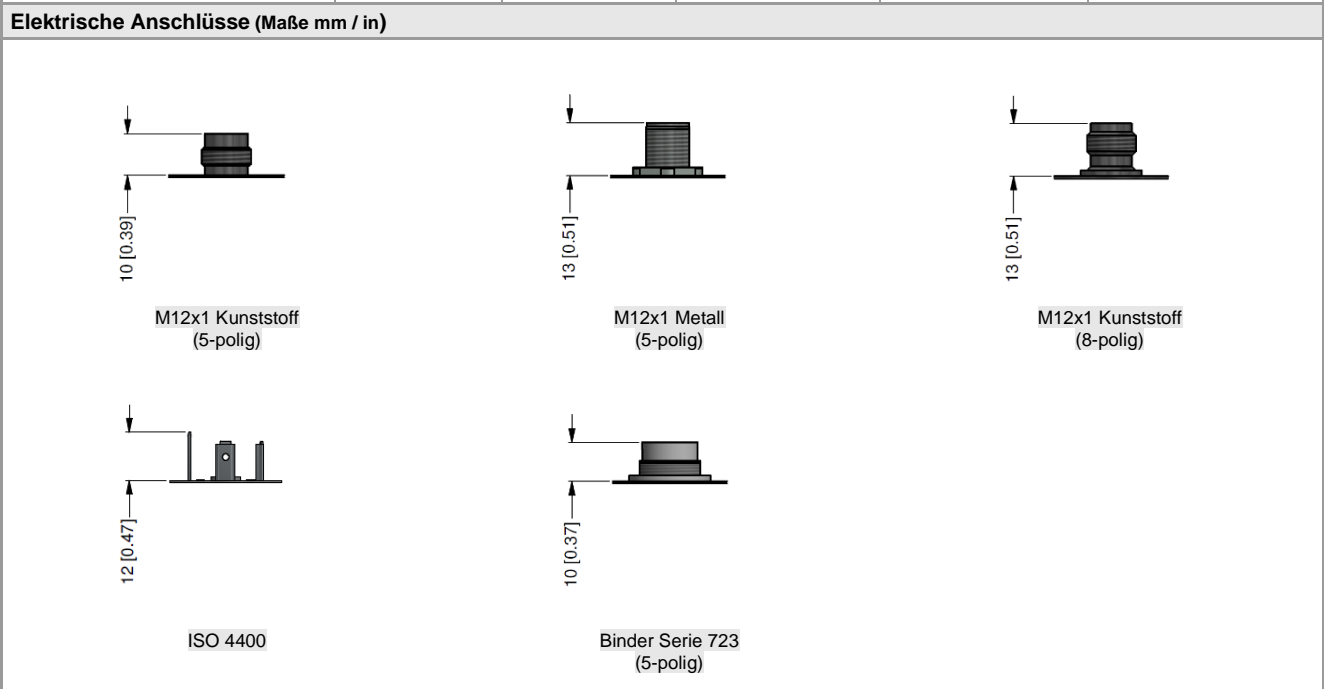 Elektrische Anschlüsse (Maße mm / in)
10 [0.39]
13 [0.51]
13 [0.51]
M12x1 Kunststoff
(5-polig)
M12x1 Metall
(5-polig)
M12x1 Kunststoff
(8-polig)
12 [0.47]
10 [0.37]
ISO 4400
Binder Serie 723
(5-polig)